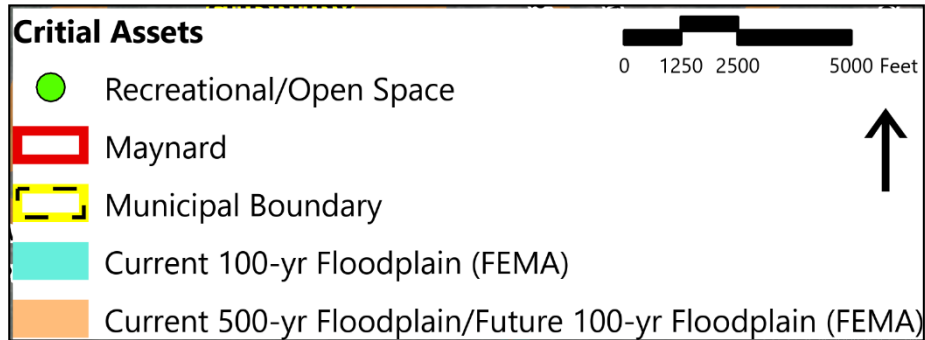 Critial Assets
0 1250 2500 5000 Feet
Recreational/Open Space
Maynard
Municipal Boundary
Current 100-yr Floodplain (FEMA)
Current 500-yr Floodplain/Future 100-yr Floodplain (FEMA)